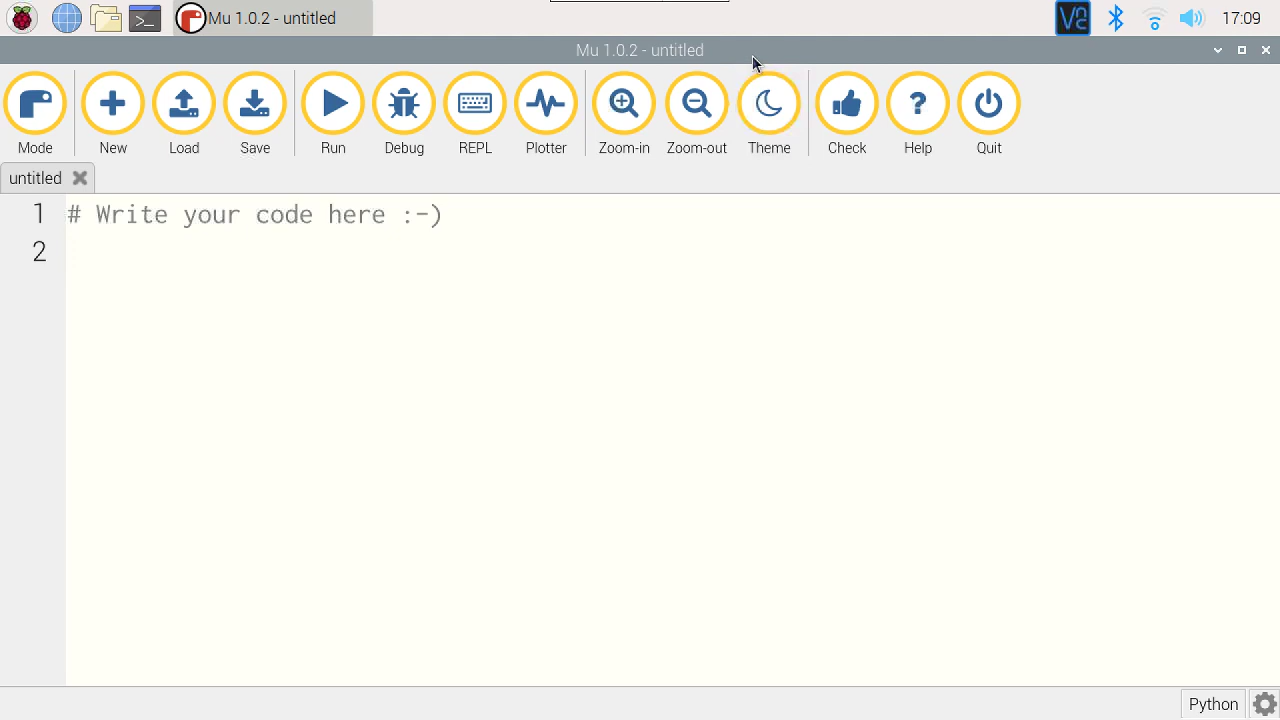 Mu 1.0.2 - untitled
17:09
Mu 1.0.2 - untitled
Mode
New
Load
Save
Run
Debug
REPL
Plotter
Zoom-in
Zoom-out
Theme
Check
Help
Quit
untitled
1 # Write your code here :-)
2
Python